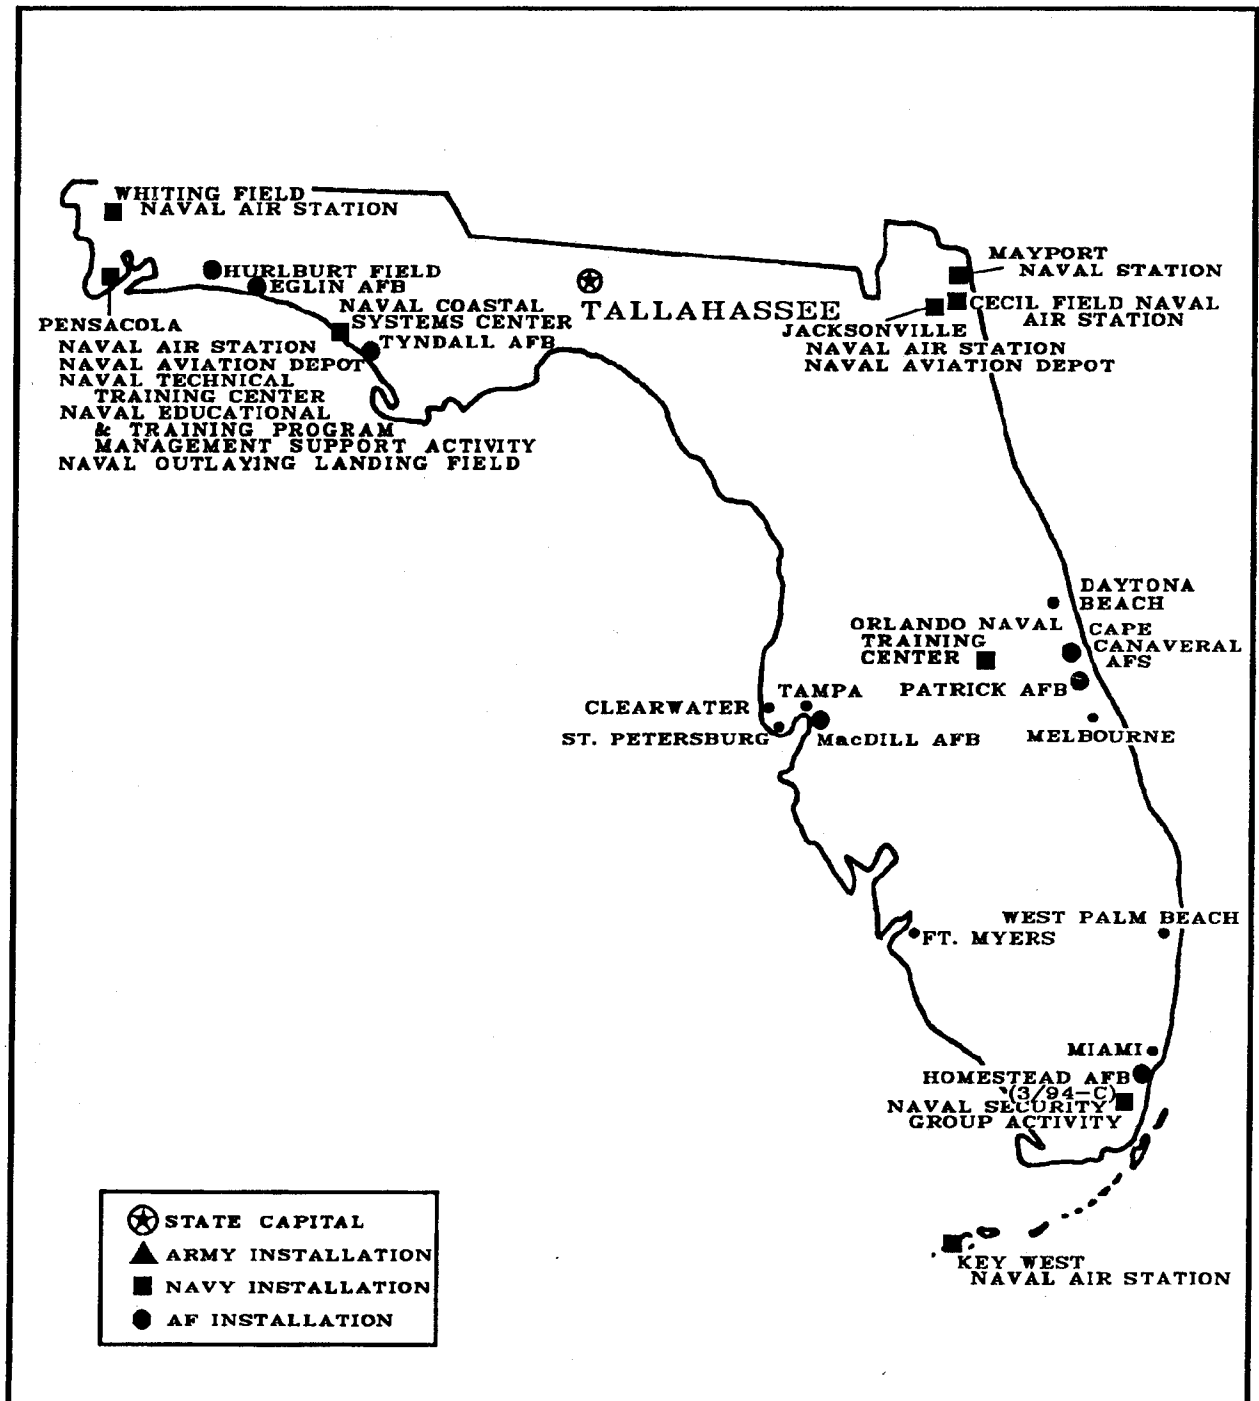 WHITING FIELD
NAVAL AIR STATION
HURLBURT FIELD
EGLIN AFB
NAVAL COASTAL
SYSTEMS CENTER
TYNDALL AFB
PENSACOLA
NAVAL AIR STATION
NAVAL AVIATION DEPOT
NAVAL TECHNICAL
TRAINING CENTER
NAVAL EDUCATIONAL
& TRAINING PROGRAM
MANAGEMENT SUPPORT ACTIVITY
NAVAL OUTLAYING LANDING FIELD
TALLAHASSEE
MAYPORT
NAVAL STATION
CECIL FIELD NAVAL
AIR STATION
JACKSONVILLE
NAVAL AIR STATION
NAVAL AVIATION DEPOT
DAYTONA
BEACH
ORLANDO NAVAL
TRAINING
CENTER
CAPE
CANAVERAL
AFS
PATRICK AFB
MELBOURNE
TAMPA
CLEARWATER
ST. PETERSBURG
MacDILL AFB
WEST PALM BEACH
FT. MYERS
MIAMI
HOMESTEAD AFB
(3/94-C)
NAVAL SECURITY
GROUP ACTIVITY
KEY WEST
NAVAL AIR STATION
STATE CAPITAL
ARMY INSTALLATION
NAVY INSTALLATION
AF INSTALLATION